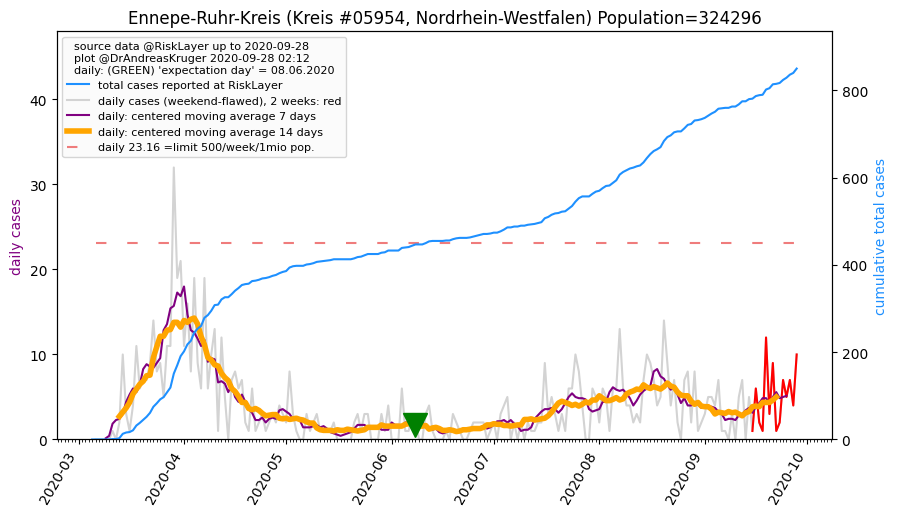 Ennepe-Ruhr-Kreis (Kreis #05954, Nordrhein-Westfalen) Population=324296
source data @RiskLayer up to 2020-09-28
plot @DrAndreasKruger 2020-09-28 02:12
daily: (GREEN) 'expectation day' = 08.06.2020
total cases reported at RiskLayer
daily cases (weekend-flawed), 2 weeks: red
daily: centered moving average 7 days
daily: centered moving average 14 days
daily 23.16 =limit 500/week/1mio pop.
daily cases
40
30
20
10
0
cumulative total cases
800
600
400
200
0
2020-03
2020-04
2020-05
2020-06
2020-07
2020-08
2020-09
2020-10